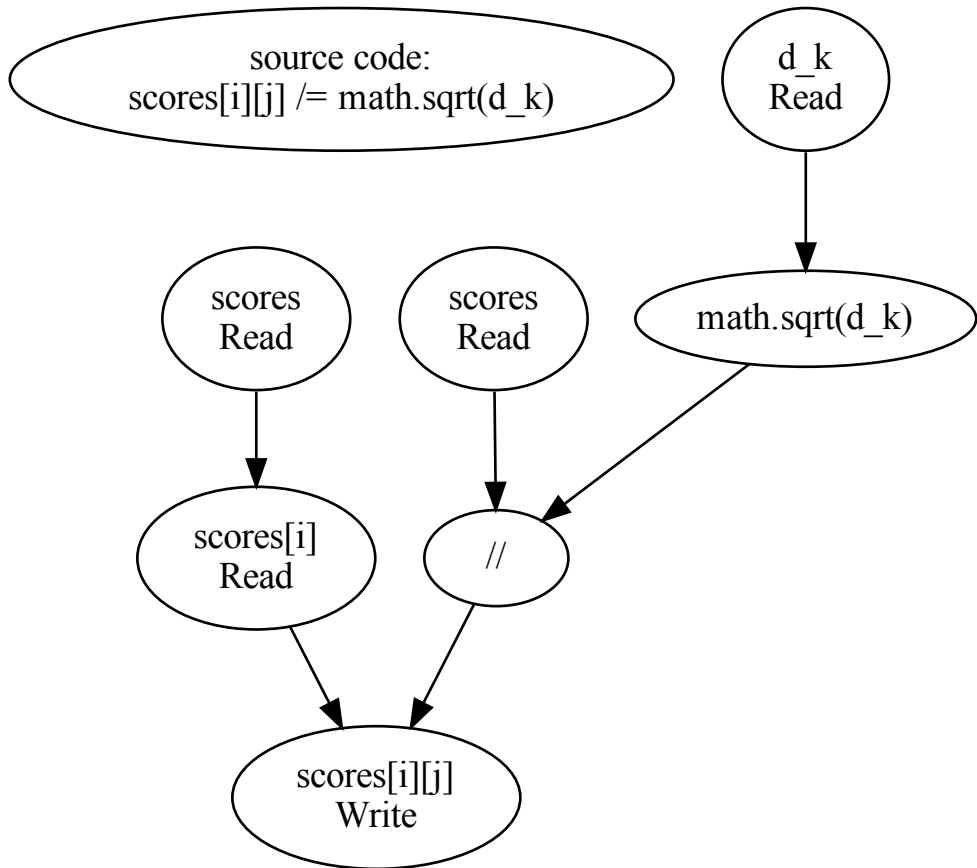 source code:
scores[i][j] /= math.sqrt(d_k)
d_k
Read
scores
Read
scores
Read
math.sqrt(d_k)
scores[i]
Read
//
scores[i][j]
Write